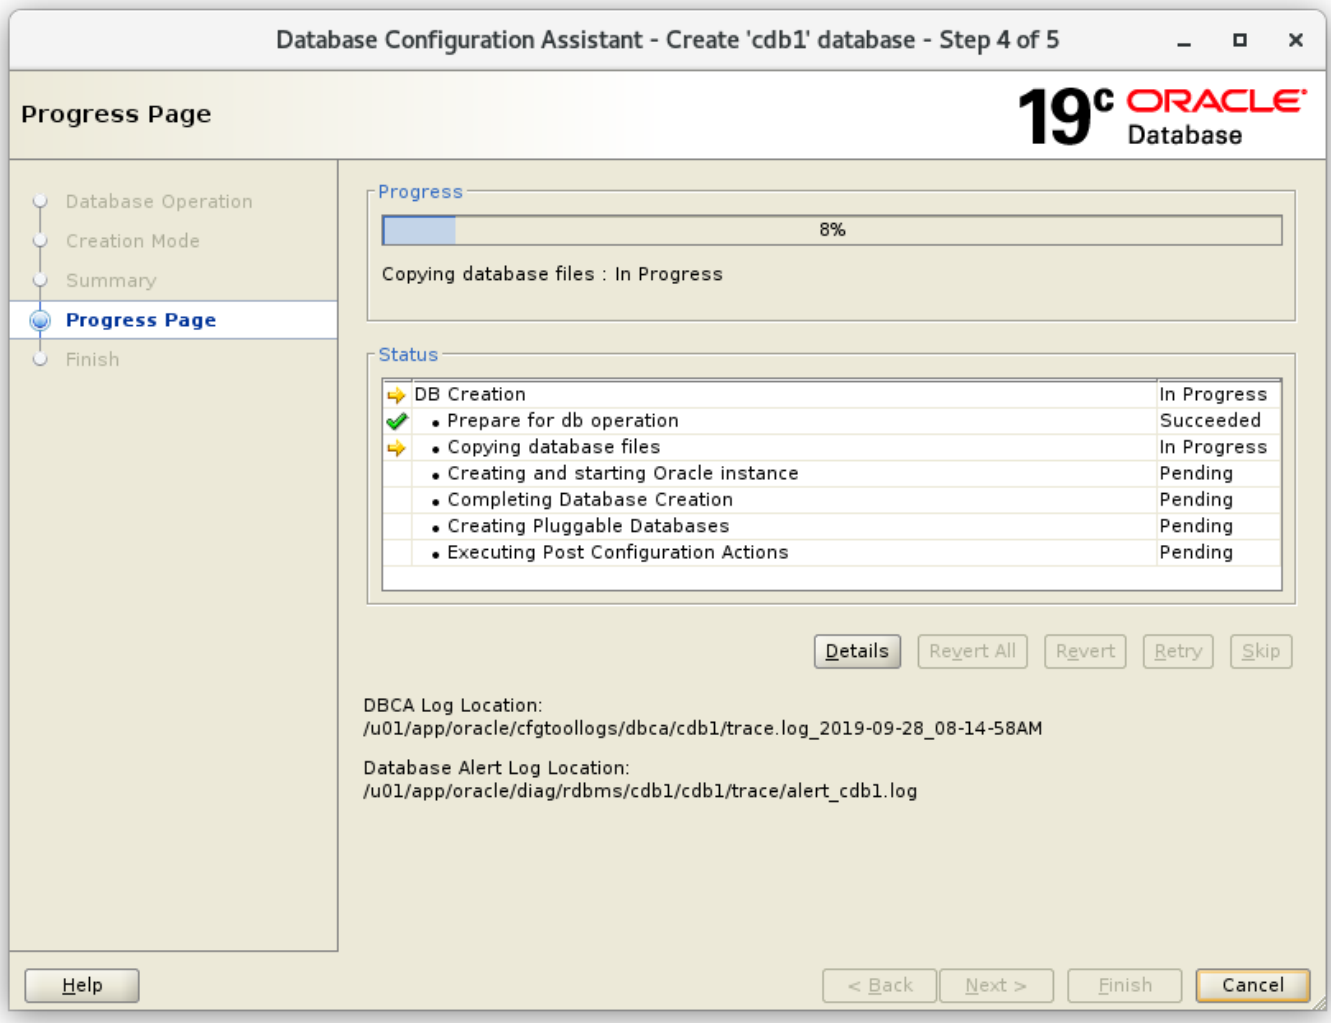 Database Configuration Assistant - Create 'cdb1' database - Step 4 of 5
Progress Page
19c ORACLE
Database
Database Operation
Creation Mode
Summary
Progress Page
Finish
Progress
8%
Copying database files : In Progress
Status
DB Creation In Progress
• Prepare for db operation Succeeded
• Copying database files In Progress
• Creating and starting Oracle instance Pending
• Completing Database Creation Pending
• Creating Pluggable Databases Pending
• Executing Post Configuration Actions Pending
Details Revert All Revert Retry Skip
DBCA Log Location:
/u01/app/oracle/cfgtoollogs/dbca/cdb1/trace.log_2019-09-28_08-14-58AM
Database Alert Log Location:
/u01/app/oracle/diag/rdbms/cdb1/cdb1/trace/alert_cdb1.log
Help < Back Next > Finish Cancel